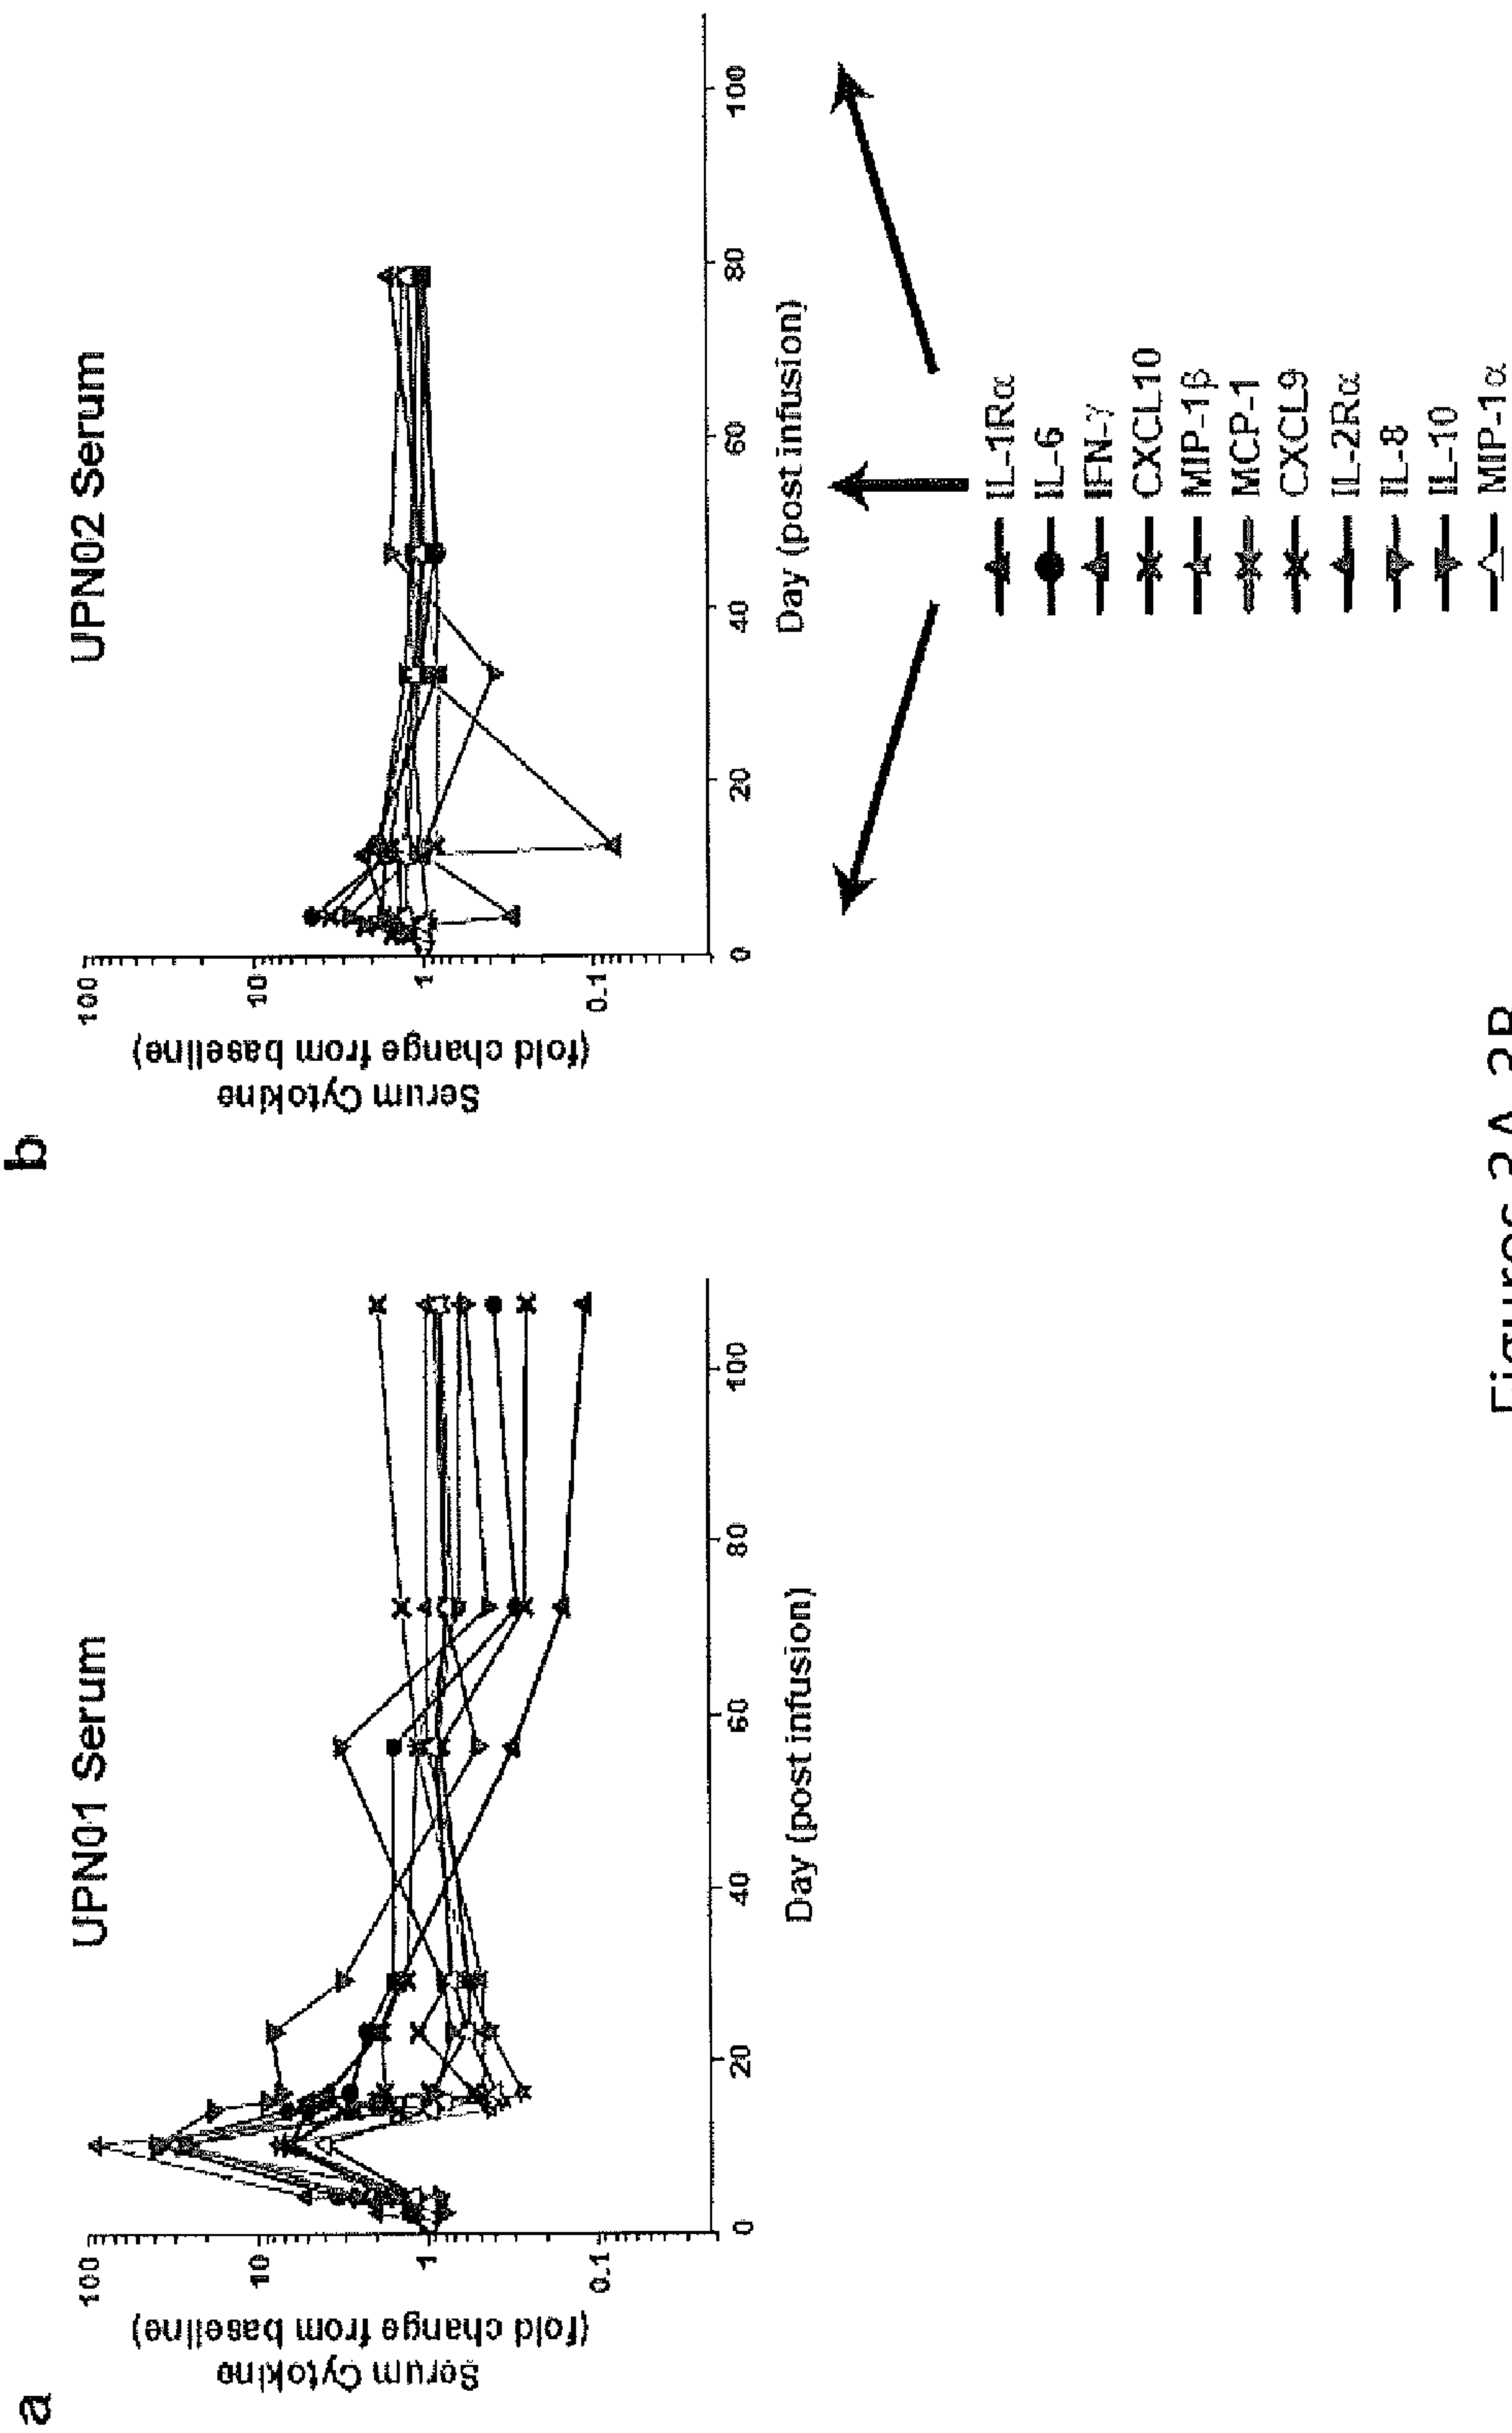 a
UPN01 Serum
Serum Cytokine
(fold change from baseline)
100
10
1
0.1
0
20
40
60
80
100
Day (post infusion)
b
UPN02 Serum
Serum Cytokine
(fold change from baseline)
100
10
1
0.1
0
20
40
60
80
100
Day (post infusion)
IL-1Rα
IL-6
IFN-γ
CXCL10
MIP-1β
MCP-1
CXCL9
IL-2Rα
IL-8
IL-10
MIP-1α
Figures 3A-3B